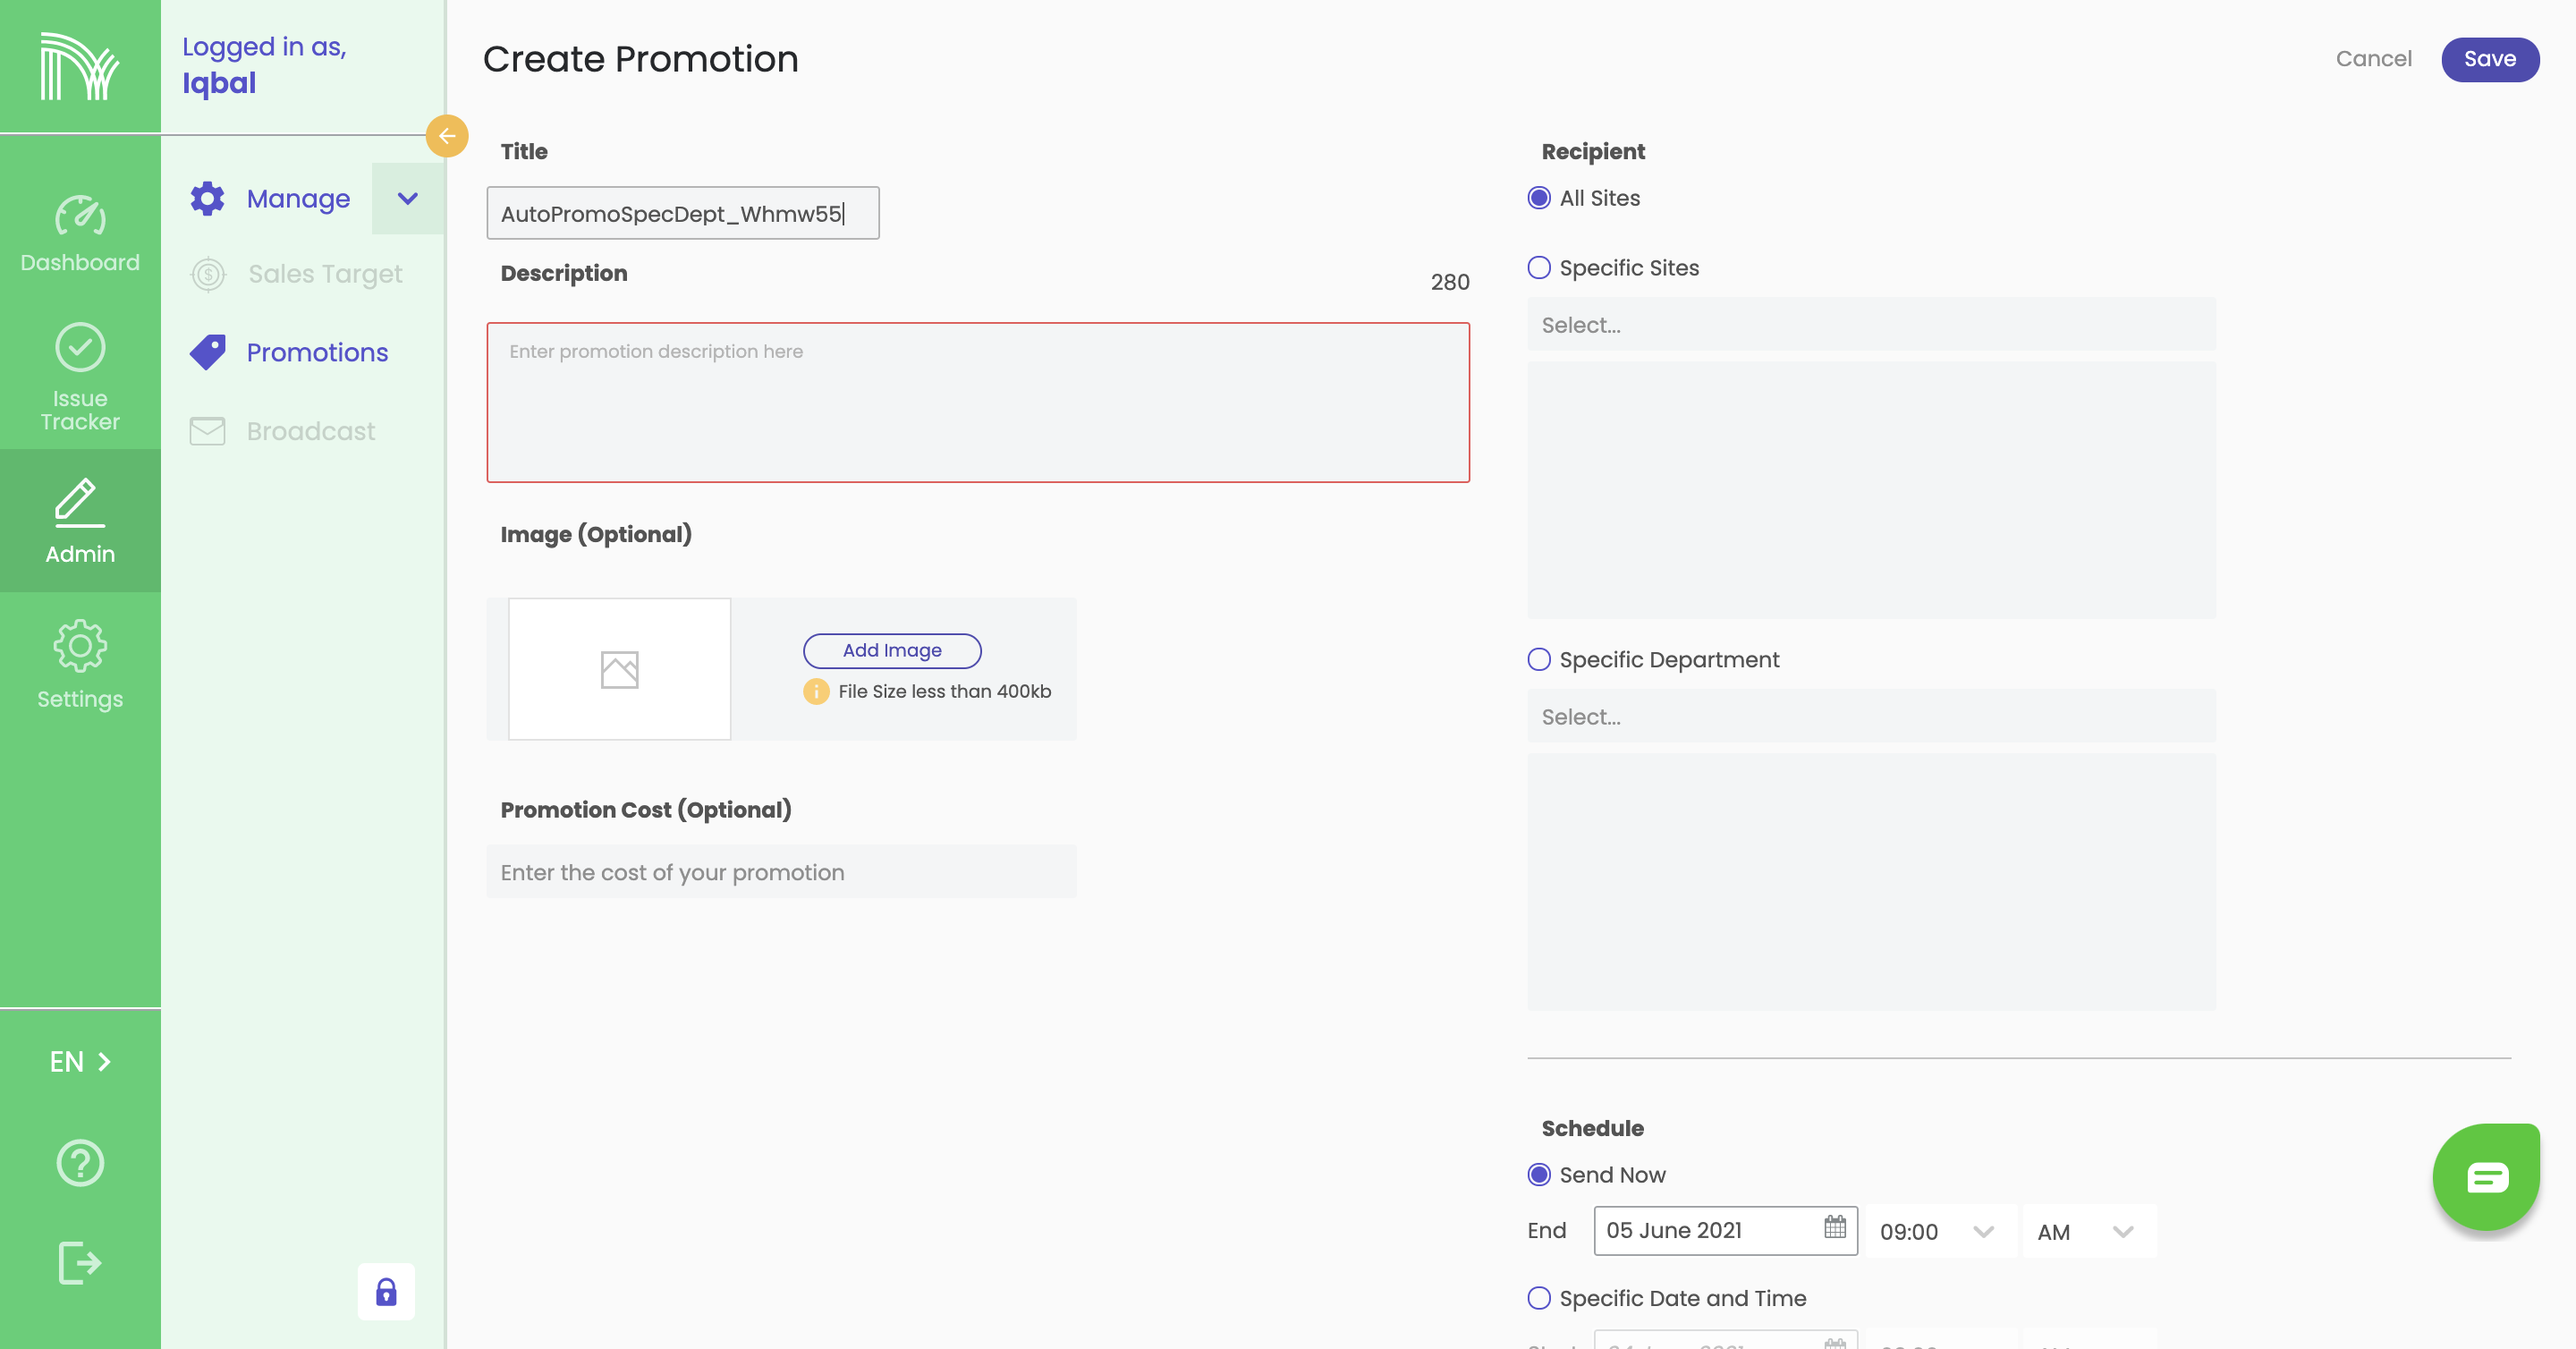 Logged in as,
Iqbal
Dashboard
Issue
Tracker
Admin
Settings
EN
Manage
Sales Target
Promotions
Broadcast
Create Promotion
Cancel
Save
Title
AutoPromoSpecDept_Whmw55
Description
280
Enter promotion description here
Image (Optional)
Add Image
File Size less than 400kb
Promotion Cost (Optional)
Enter the cost of your promotion
Recipient
All Sites
Specific Sites
Select...
Specific Department
Select...
Schedule
Send Now
End
05 June 2021
09:00
AM
Specific Date and Time